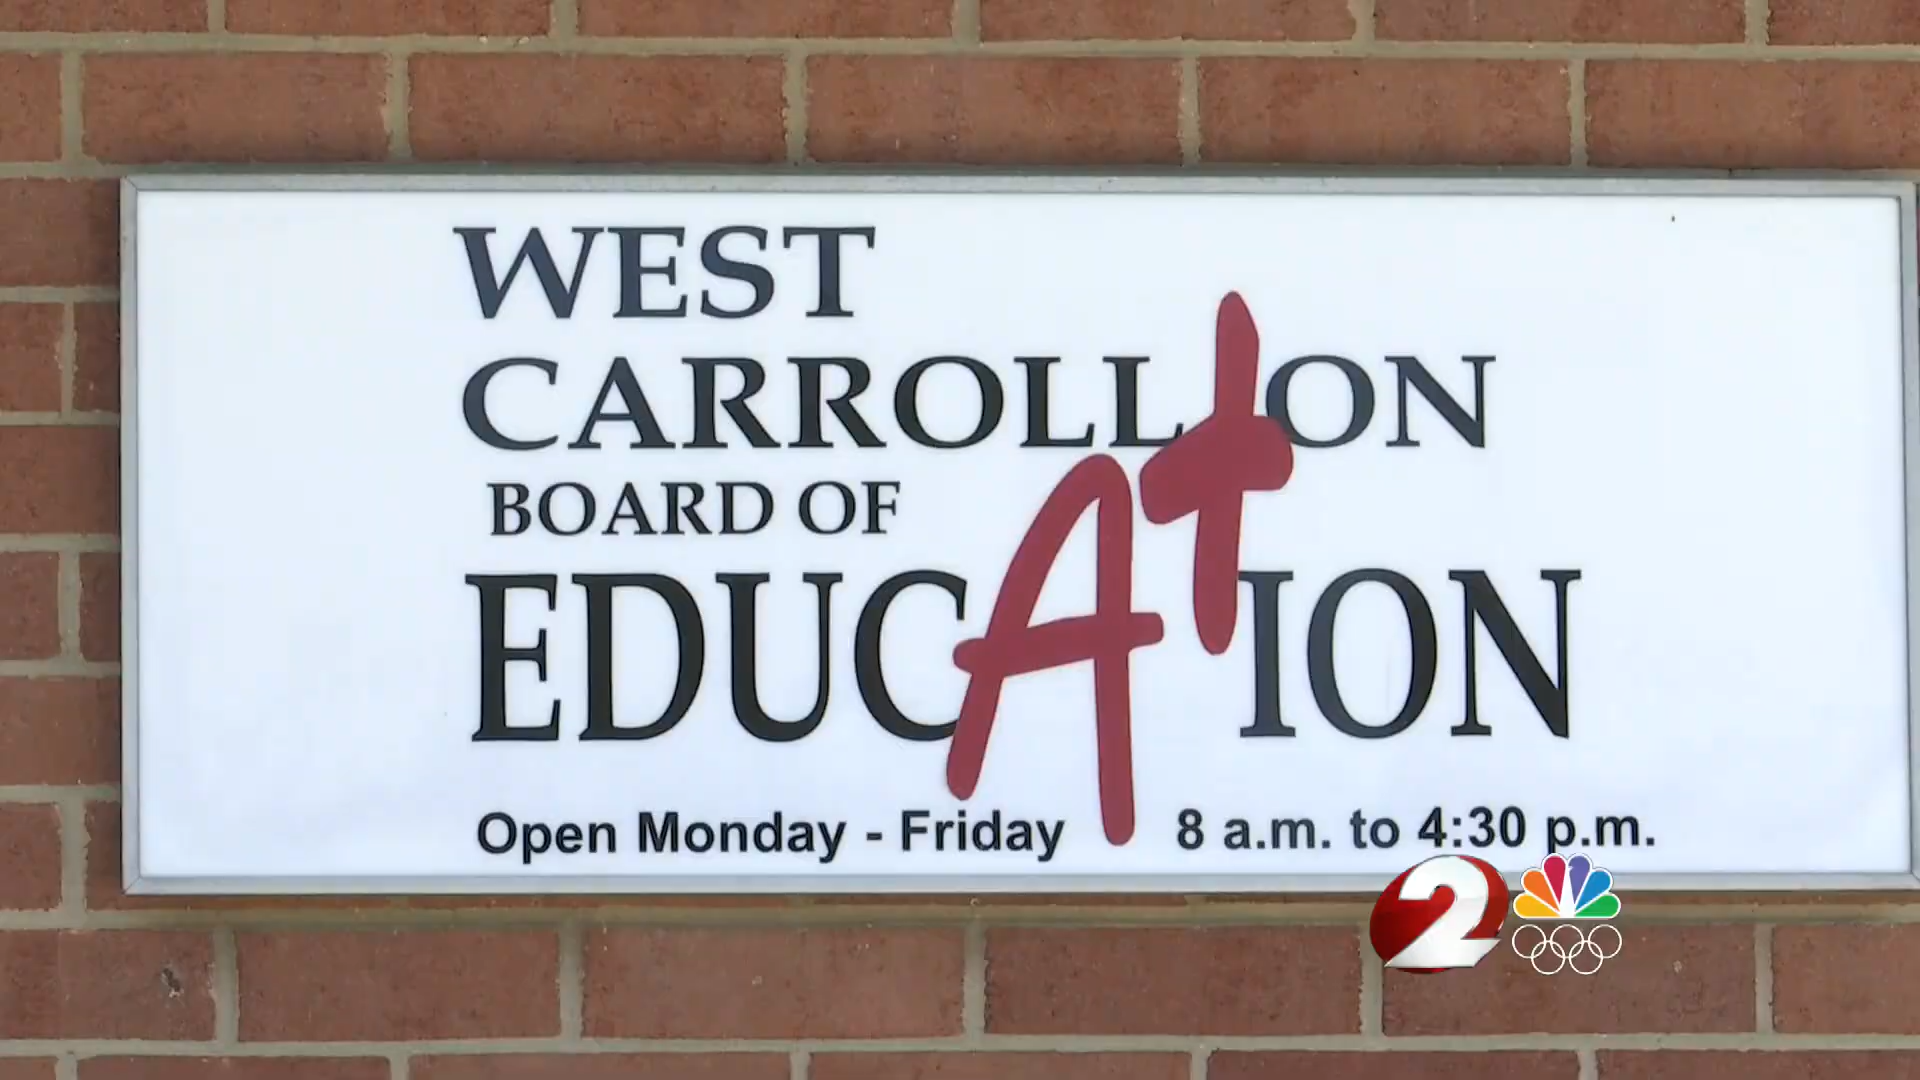 WEST
CARROLLTON
BOARD OF
EDUCATION
Open Monday - Friday 8 a.m. to 4:30 p.m.
2